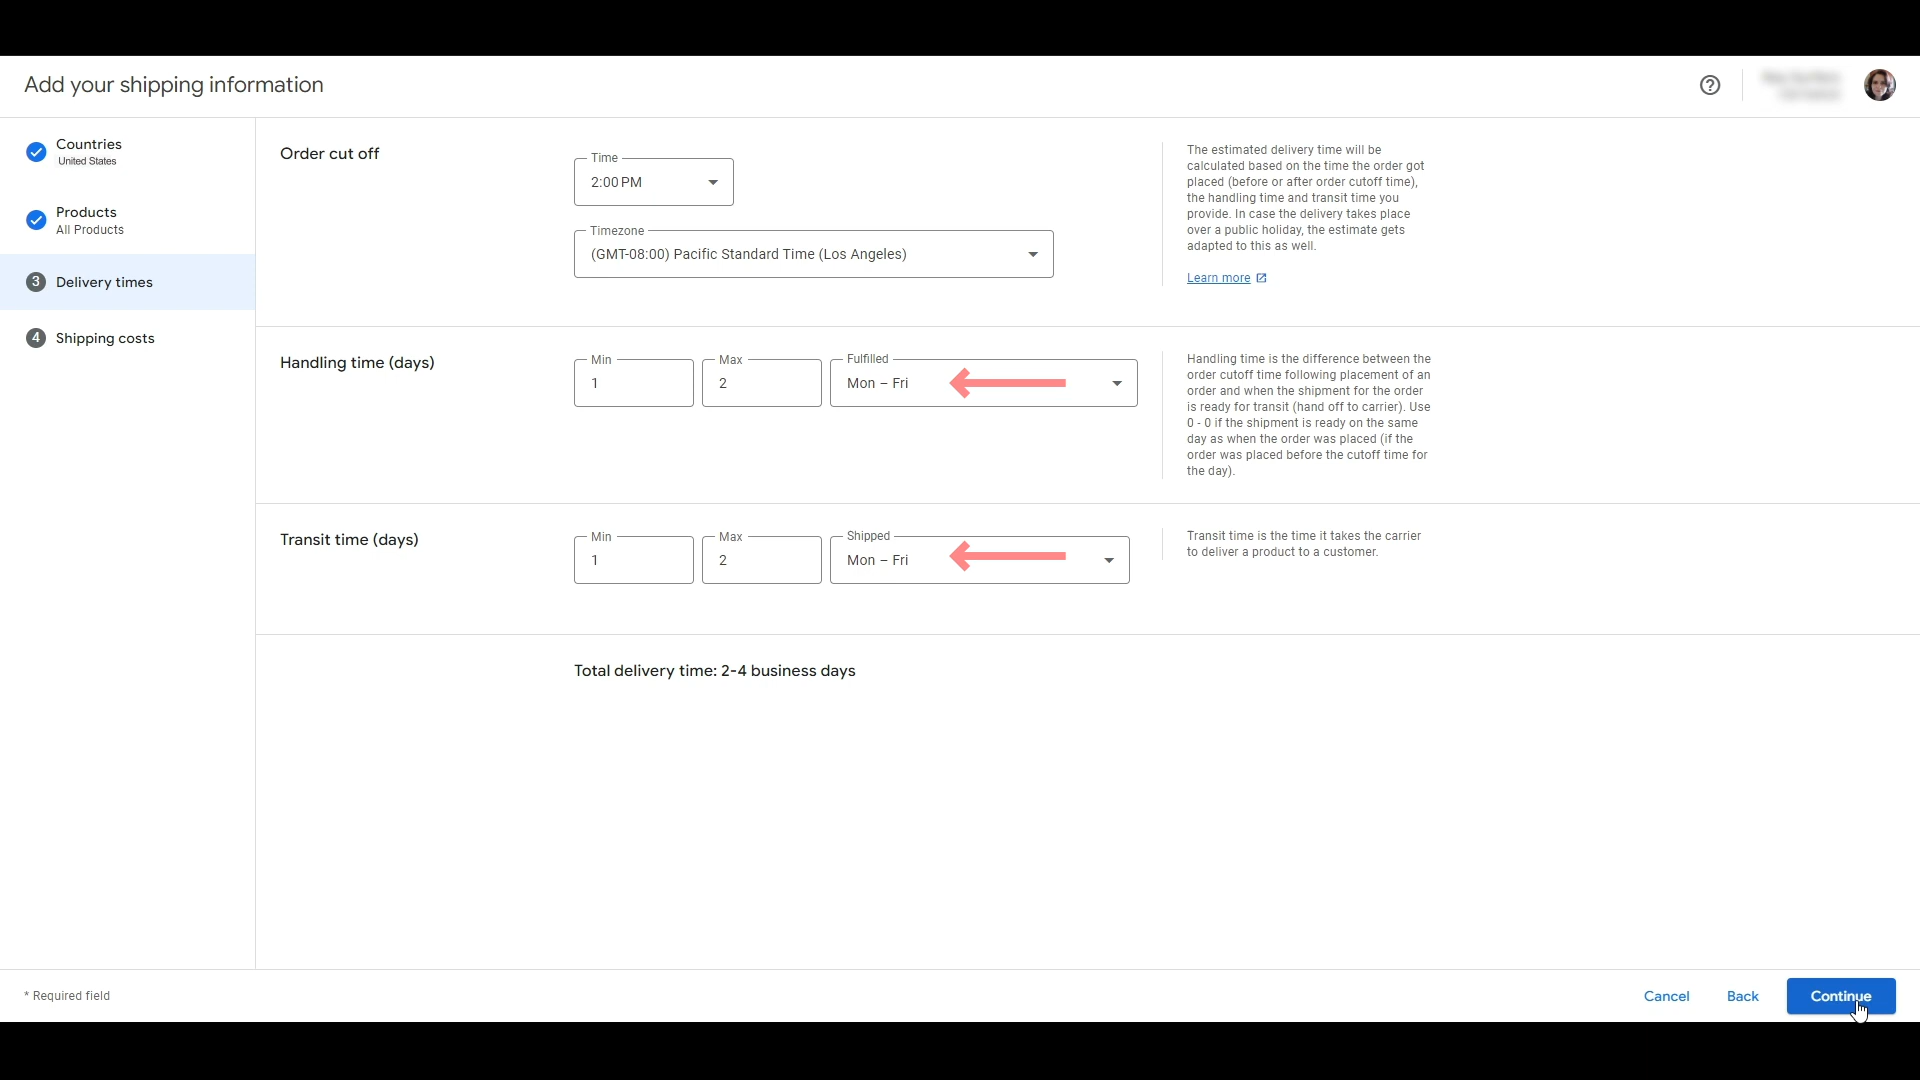 Add your shipping information
Countries
United States
Products
All Products
3 Delivery times
4 Shipping costs
Order cut off
Time
2:00 PM
Timezone
(GMT-08:00) Pacific Standard Time (Los Angeles)
The estimated delivery time will be
calculated based on the time the order got
placed (before or after order cutoff time),
the handling time and transit time you
provide. In case the delivery takes place
over a public holiday, the estimate gets
adapted to this as well.
Learn more
Handling time (days)
Min
1
Max
2
Fulfilled
Mon – Fri
Handling time is the difference between the
order cutoff time following placement of an
order and when the shipment for the order
is ready for transit (hand off to carrier). Use
0 - 0 if the shipment is ready on the same
day as when the order was placed (if the
order was placed before the cutoff time for
the day).
Transit time (days)
Min
1
Max
2
Shipped
Mon – Fri
Transit time is the time it takes the carrier
to deliver a product to a customer.
Total delivery time: 2-4 business days
* Required field
Cancel
Back
Continue